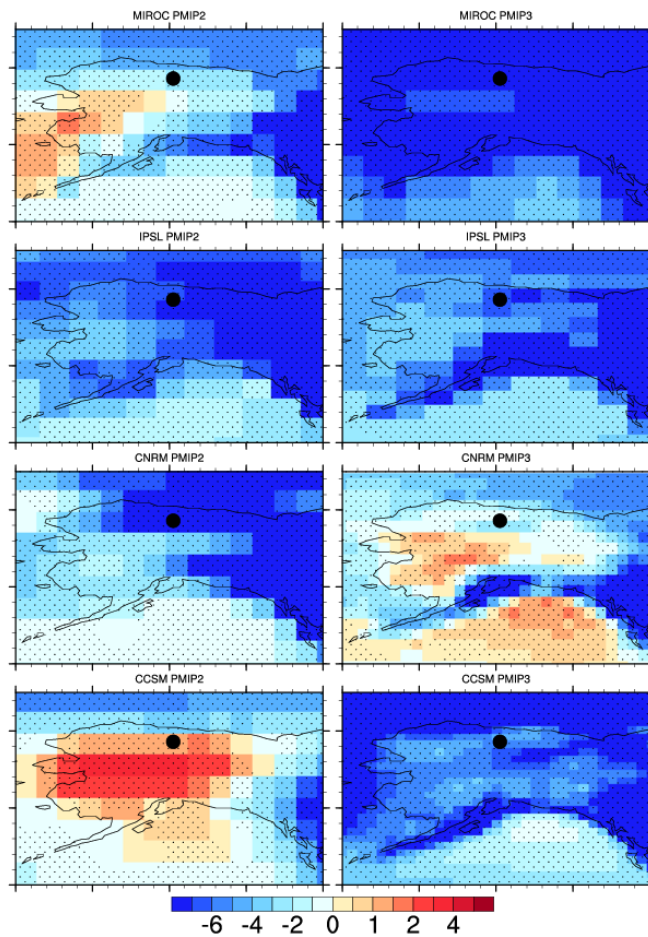 MIROC PMIP2
MIROC PMIP3
IPSL PMIP2
IPSL PMIP3
CNRM PMIP2
CNRM PMIP3
CCSM PMIP2
CCSM PMIP3
-6 -4 -2 0 1 2 4